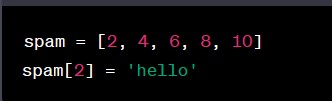 spam = [2, 4, 6, 8, 10]
spam[2] = 'hello'